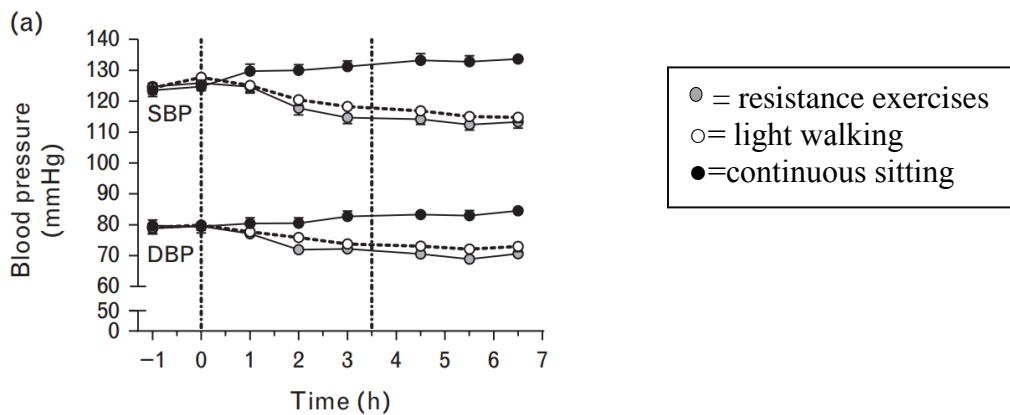 (a)
140
130
120
110
100
90
80
70
60
50
0
SBP
DBP
Blood pressure
(mmHg)
−1 0 1 2 3 4 5 6 7
Time (h)
= resistance exercises
= light walking
=continuous sitting